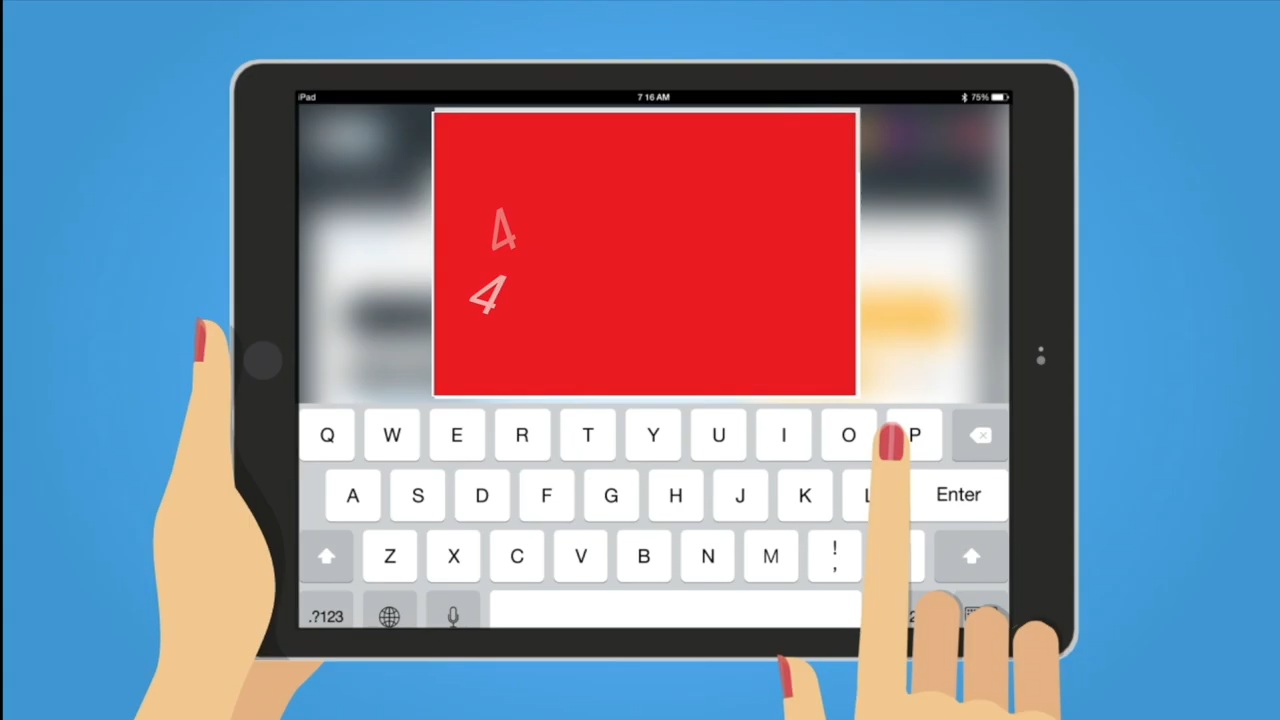 iPad 7 16 AM 75%
4
4
Q W E R T Y U I O P
A S D F G H J K L Enter
Z X C V B N M ! ,
.?123